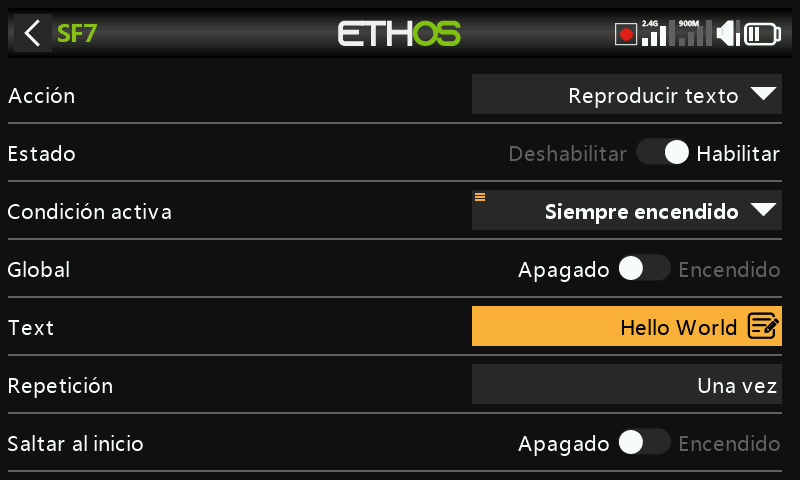 SF7
ETHOS
2.4G
900M
Acción
Reproducir texto
Estado
Deshabilitar Habilitar
Condición activa
Siempre encendido
Global
Apagado Encendido
Text
Hello World
Repetición
Una vez
Saltar al inicio
Apagado Encendido